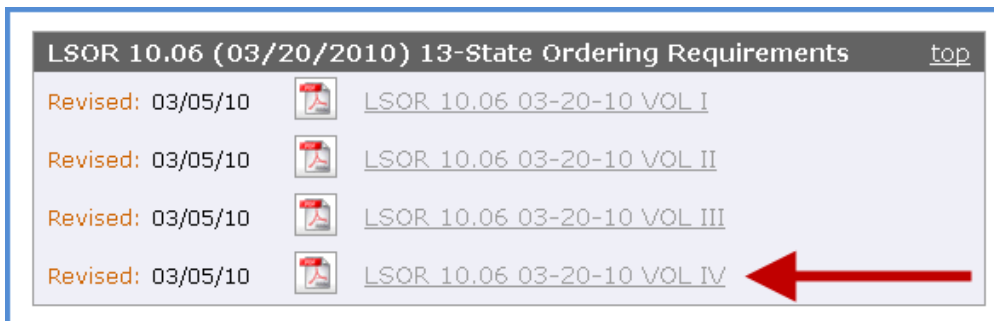 LSOR 10.06 (03/20/2010) 13-State Ordering Requirements top
Revised: 03/05/10 LSOR 10.06 03-20-10 VOL I
Revised: 03/05/10 LSOR 10.06 03-20-10 VOL II
Revised: 03/05/10 LSOR 10.06 03-20-10 VOL III
Revised: 03/05/10 LSOR 10.06 03-20-10 VOL IV